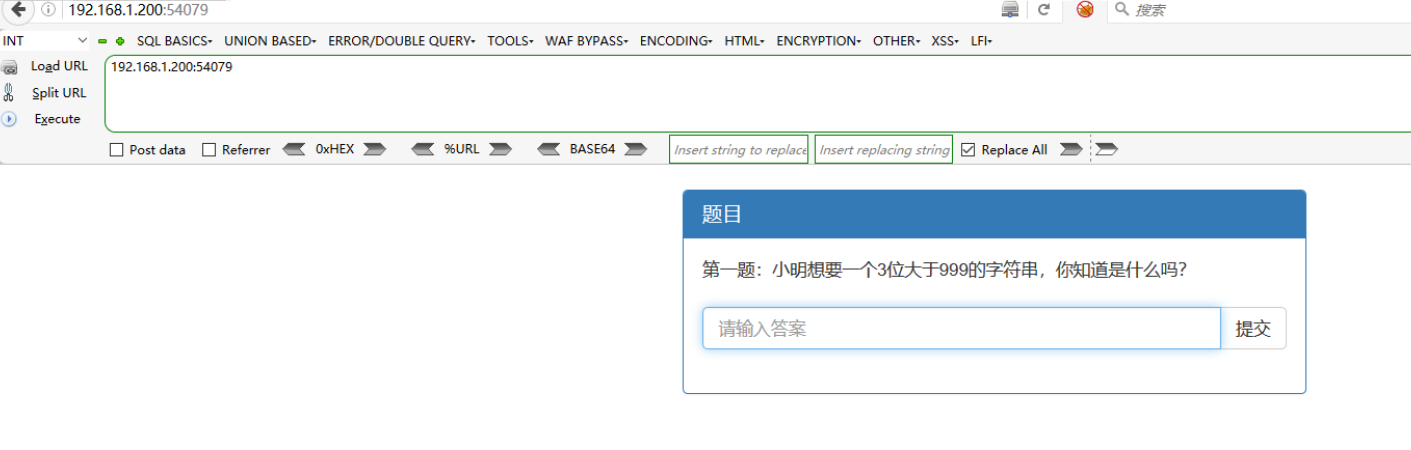 192.168.1.200:54079
搜索
INT
SQL BASICS UNION BASED ERROR/DOUBLE QUERY TOOLS WAF BYPASS ENCODING HTML ENCRYPTION OTHER XSS LFI
Load URL
192.168.1.200:54079
Split URL
Execute
Post data Referrer 0xHEX %URL BASE64 Insert string to replace Insert replacing string Replace All
题目
第一题：小明想要一个3位大于999的字符串，你知道是什么吗？
请输入答案 提交